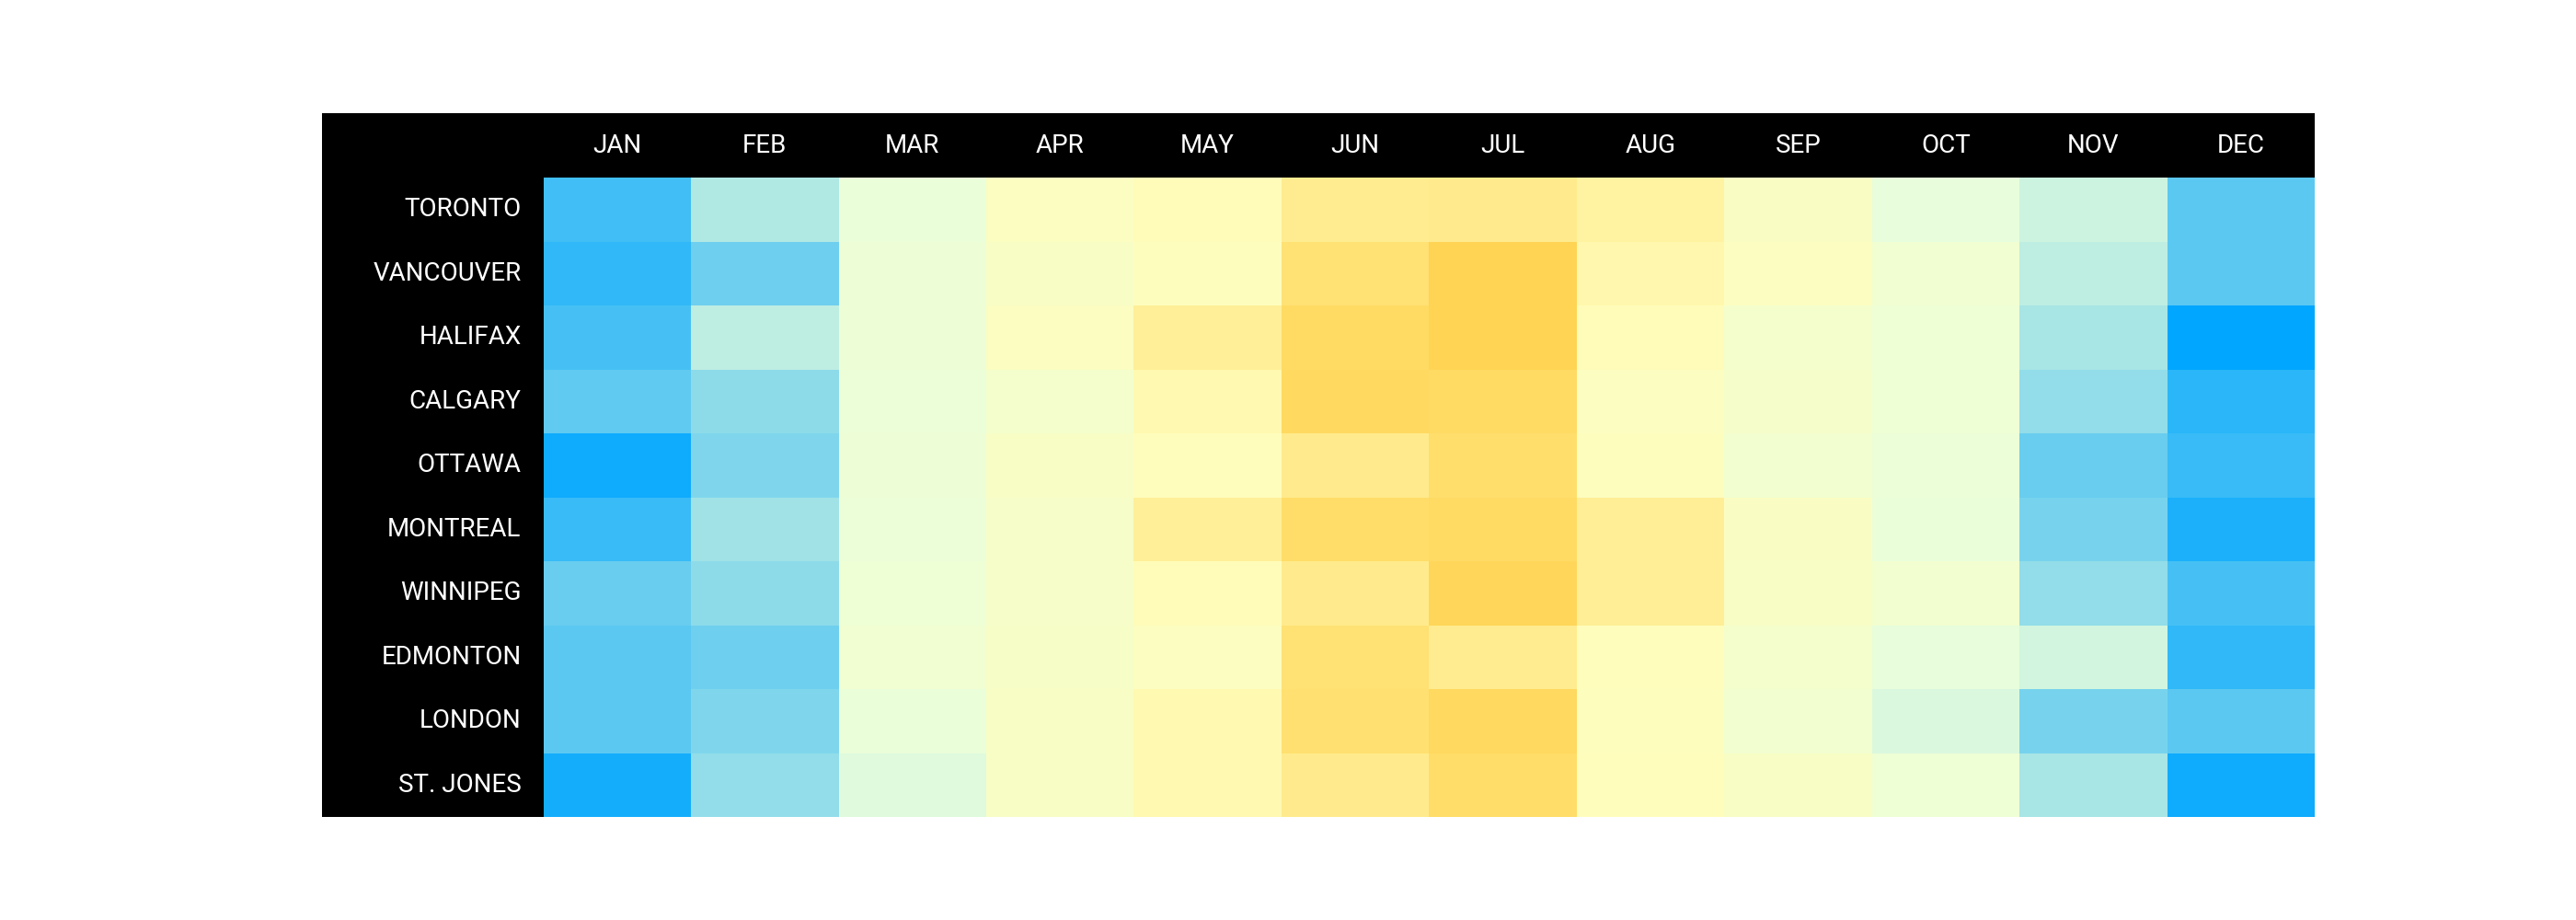 JAN FEB MAR APR MAY JUN JUL AUG SEP OCT NOV DEC
TORONTO
VANCOUVER
HALIFAX
CALGARY
OTTAWA
MONTREAL
WINNIPEG
EDMONTON
LONDON
ST. JONES